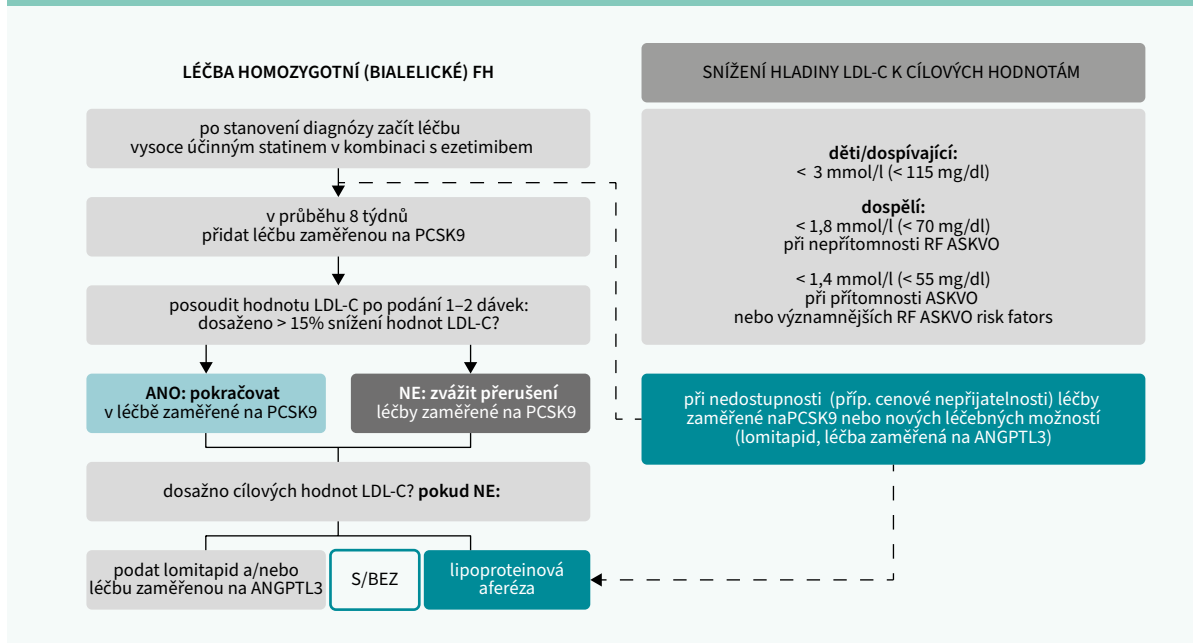 LÉČBA HOMOZYGOTNÍ (BIALELICKÉ) FH
po stanovení diagnózy začít léčbu
vysoce účinným statinem v kombinaci s ezetimibem
v průběhu 8 týdnů
přidat léčbu zaměřenou na PCSK9
posoudit hodnotu LDL-C po podání 1–2 dávek:
dosaženo > 15% snížení hodnot LDL-C?
ANO: pokračovat
v léčbě zaměřené na PCSK9
NE: zvážit přerušení
léčby zaměřené na PCSK9
dosažno cílových hodnot LDL-C? pokud NE:
podat lomitapid a/nebo
léčbu zaměřenou na ANGPTL3
S/BEZ
lipoproteinová
aferéza
SNÍŽENÍ HLADINY LDL-C K CÍLOVÝCH HODNOTÁM
děti/dospívající:
< 3 mmol/l (< 115 mg/dl)
dospělí:
< 1,8 mmol/l (< 70 mg/dl)
při nepřítomnosti RF ASKVO
< 1,4 mmol/l (< 55 mg/dl)
při přítomnosti ASKVO
nebo významnějších RF ASKVO risk fators
při nedostupnosti (příp. cenové nepřijatelnosti) léčby
zaměřené naPCSK9 nebo nových léčebných možností
(lomitapid, léčba zaměřená na ANGPTL3)